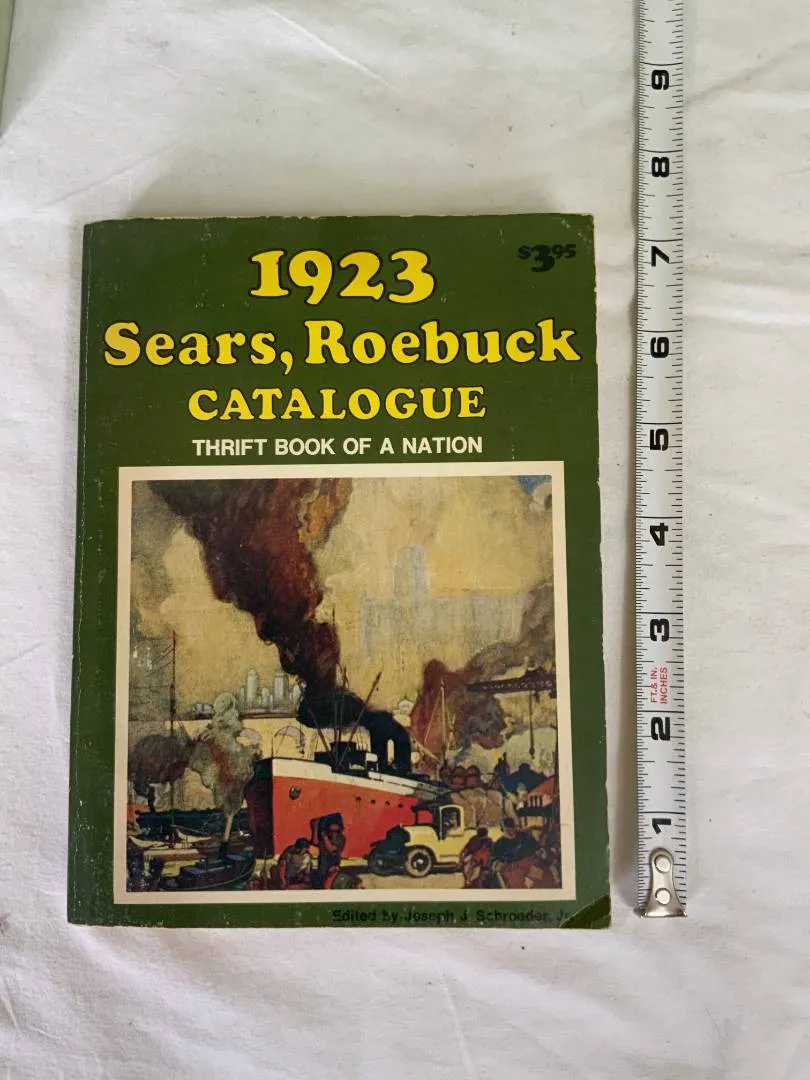 1923
$3.95
Sears, Roebuck
CATALOGUE
THRIFT BOOK OF A NATION
Edited by Joseph J. Schroeder, Jr.
9
8
7
6
5
4
3
FT.& IN.
INCHES
2
1